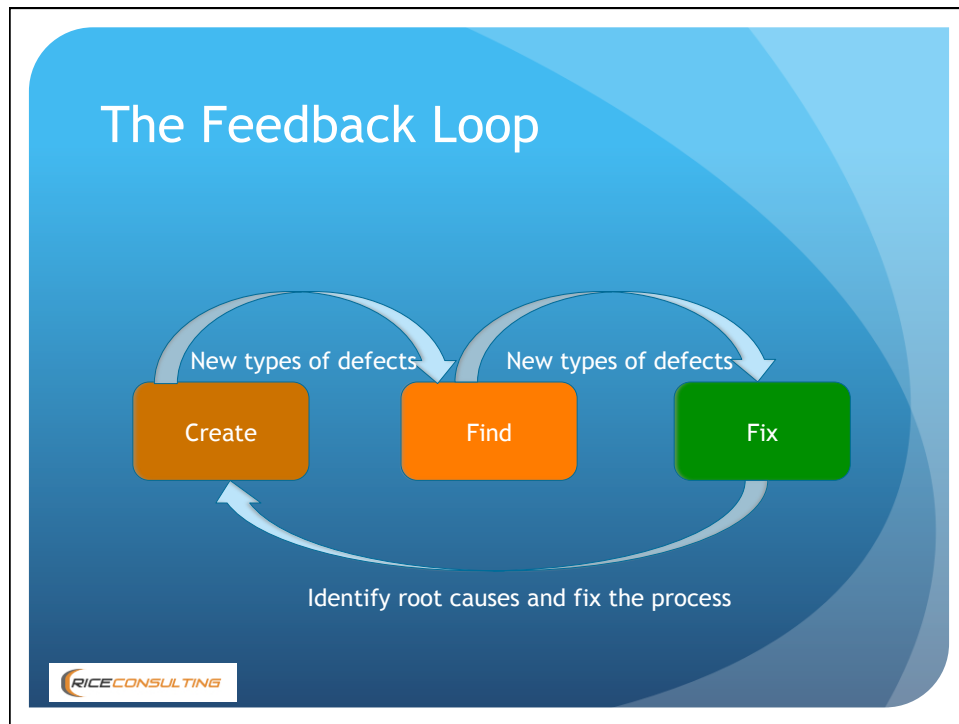 The Feedback Loop
New types of defects
New types of defects
Create
Find
Fix
Identify root causes and fix the process
RICECONSULTING